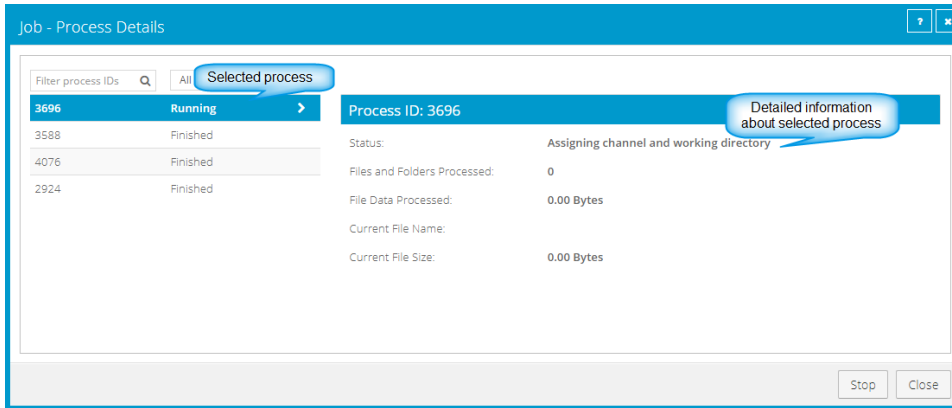 Job - Process Details
?
Filter process IDs
All
Selected process
3696 Running
3588 Finished
4076 Finished
2924 Finished
Process ID: 3696
Detailed information
about selected process
Status: Assigning channel and working directory
Files and Folders Processed: 0
File Data Processed: 0.00 Bytes
Current File Name:
Current File Size: 0.00 Bytes
Stop Close